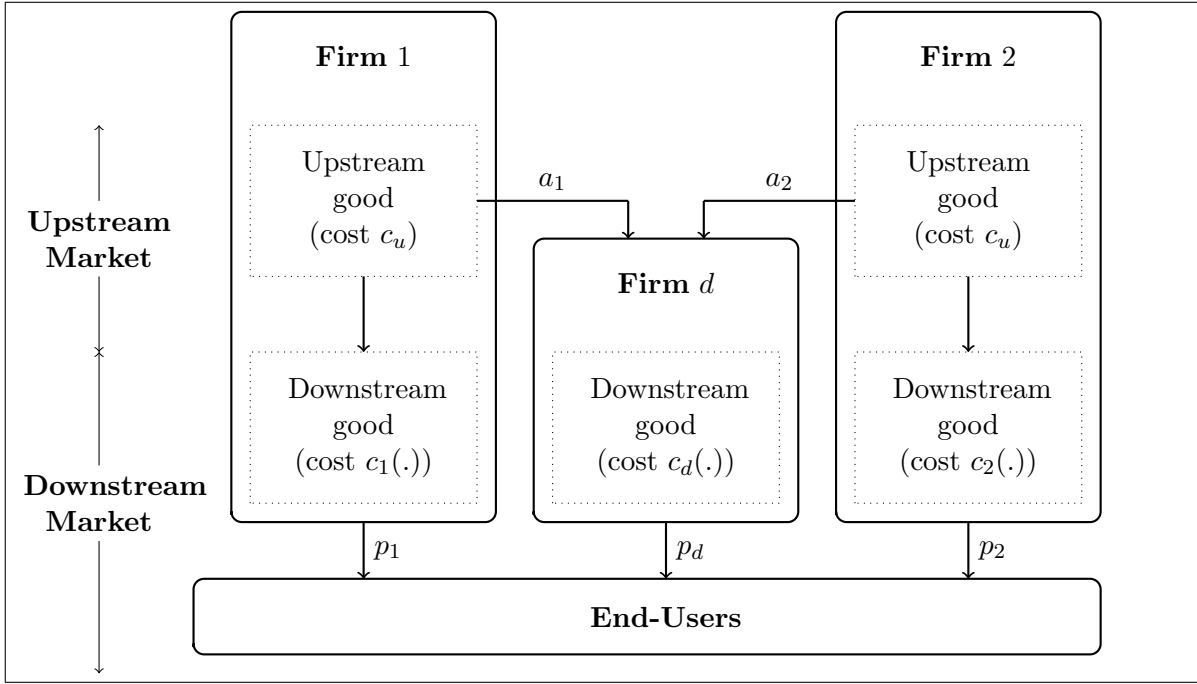 Firm 1
Firm 2
Upstream
good
(cost c_u)
Upstream
good
(cost c_u)
a_1
a_2
Upstream
Market
Firm d
Downstream
good
(cost c_1(.))
Downstream
good
(cost c_d(.))
Downstream
good
(cost c_2(.))
Downstream
Market
p_1
p_d
p_2
End-Users